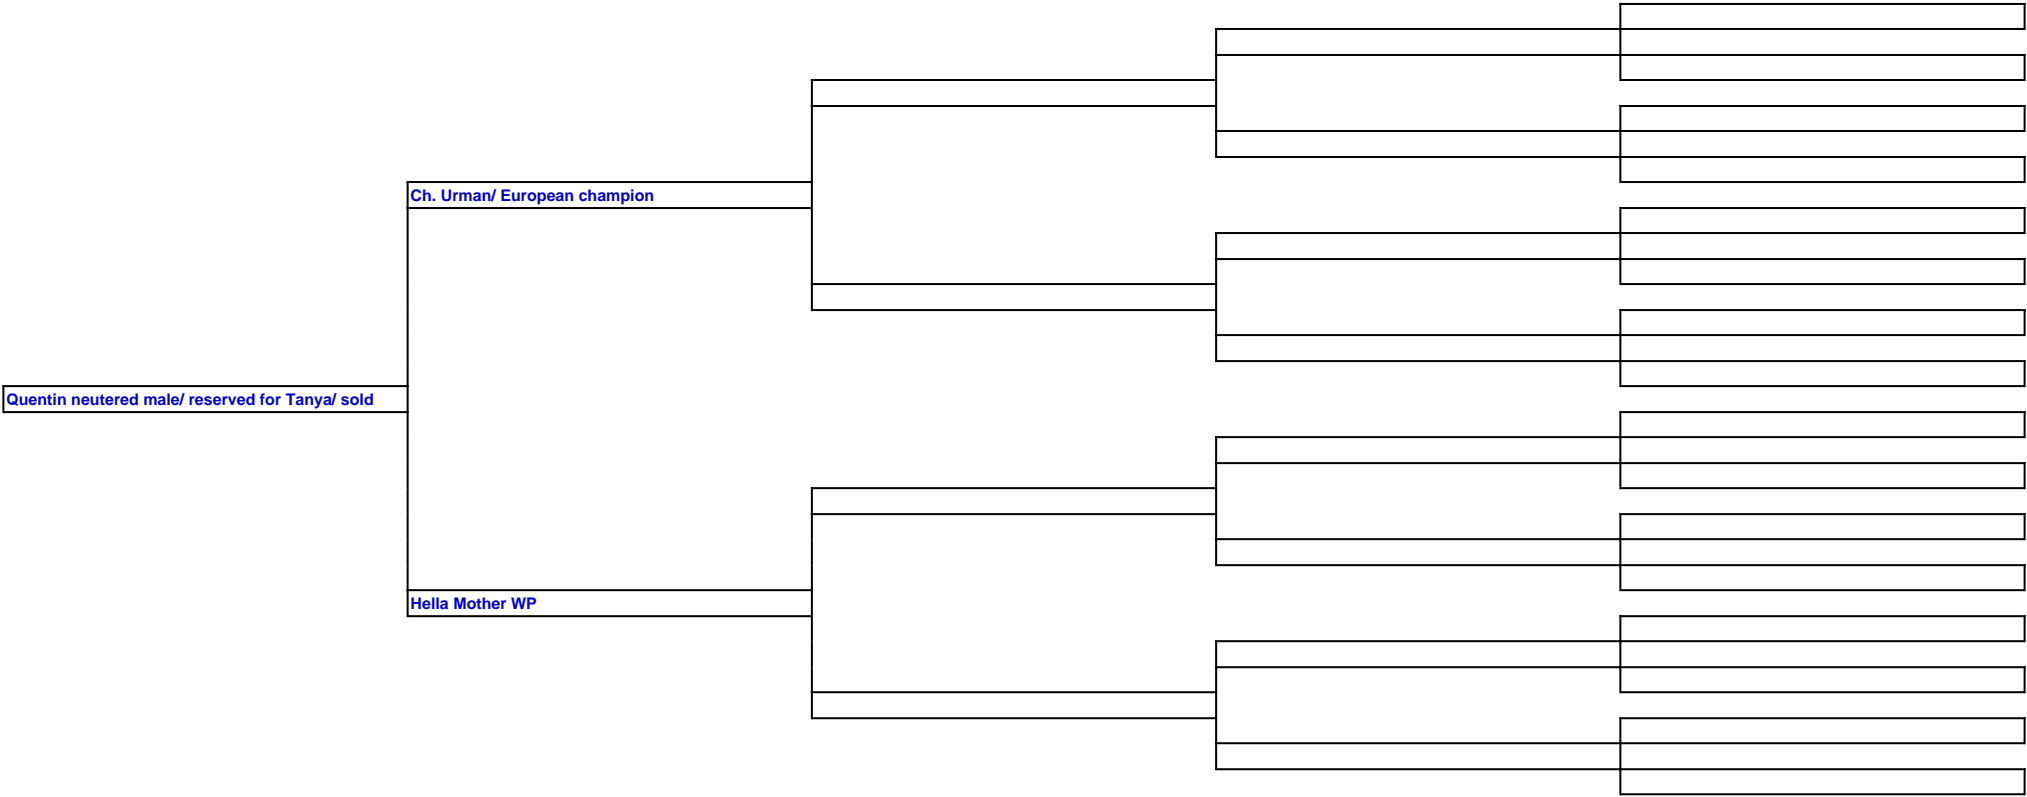 Ch. Urman/ European champion
Quentin neutered male/ reserved for Tanya/ sold
Hella Mother WP